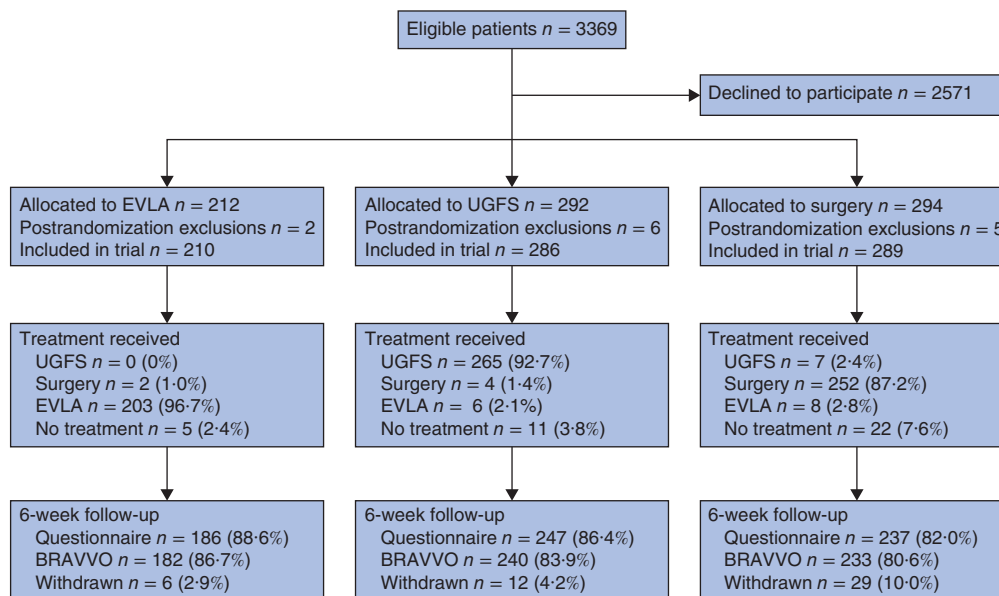 Eligible patients n = 3369
Declined to participate n = 2571
Allocated to EVLA n = 212
Postrandomization exclusions n = 2
Included in trial n = 210
Allocated to UGFS n = 292
Postrandomization exclusions n = 6
Included in trial n = 286
Allocated to surgery n = 294
Postrandomization exclusions n = 5
Included in trial n = 289
Treatment received
UGFS n = 0 (0%)
Surgery n = 2 (1·0%)
EVLA n = 203 (96·7%)
No treatment n = 5 (2·4%)
Treatment received
UGFS n = 265 (92·7%)
Surgery n = 4 (1·4%)
EVLA n = 6 (2·1%)
No treatment n = 11 (3·8%)
Treatment received
UGFS n = 7 (2·4%)
Surgery n = 252 (87·2%)
EVLA n = 8 (2·8%)
No treatment n = 22 (7·6%)
6-week follow-up
Questionnaire n = 186 (88·6%)
BRAVVO n = 182 (86·7%)
Withdrawn n = 6 (2·9%)
6-week follow-up
Questionnaire n = 247 (86·4%)
BRAVVO n = 240 (83·9%)
Withdrawn n = 12 (4·2%)
6-week follow-up
Questionnaire n = 237 (82·0%)
BRAVVO n = 233 (80·6%)
Withdrawn n = 29 (10·0%)